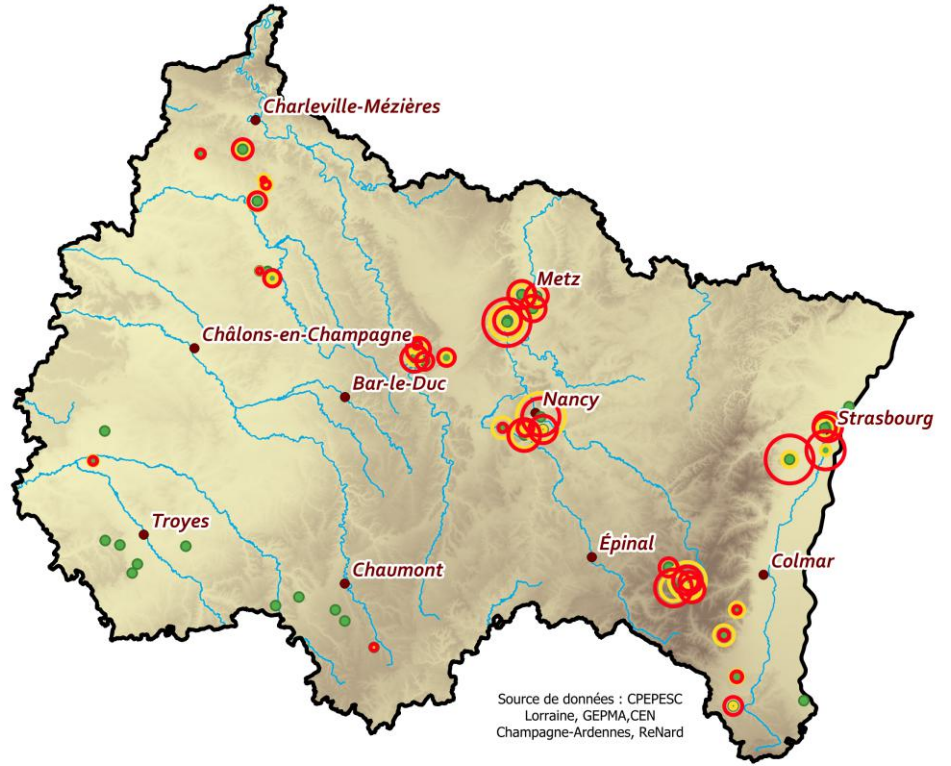 Charleville-Mézières
Metz
Châlons-en-Champagne
Bar-le-Duc
Nancy
Strasbourg
Troyes
Épinal
Chaumont
Colmar
Source de données : CPEPESC
Lorraine, GEPMA,CEN
Champagne-Ardennes, ReNard